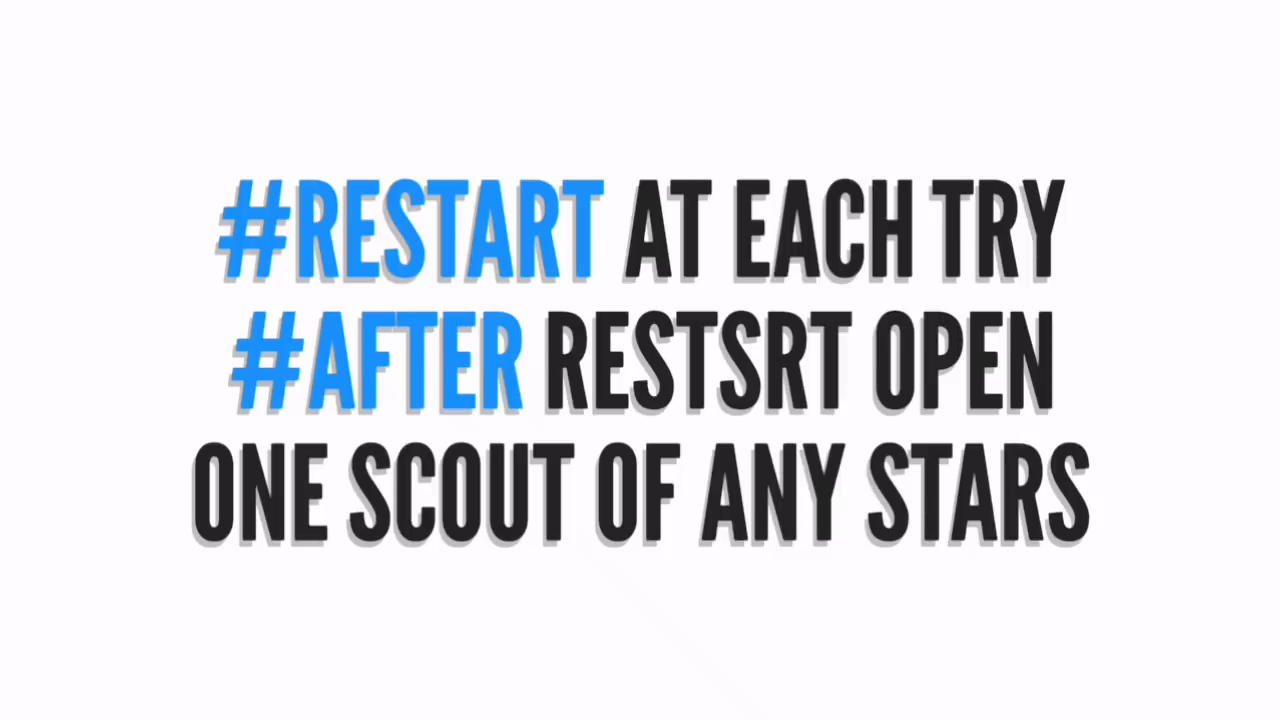 #RESTART AT EACH TRY
#AFTER RESTSRT OPEN
ONE SCOUT OF ANY STARS